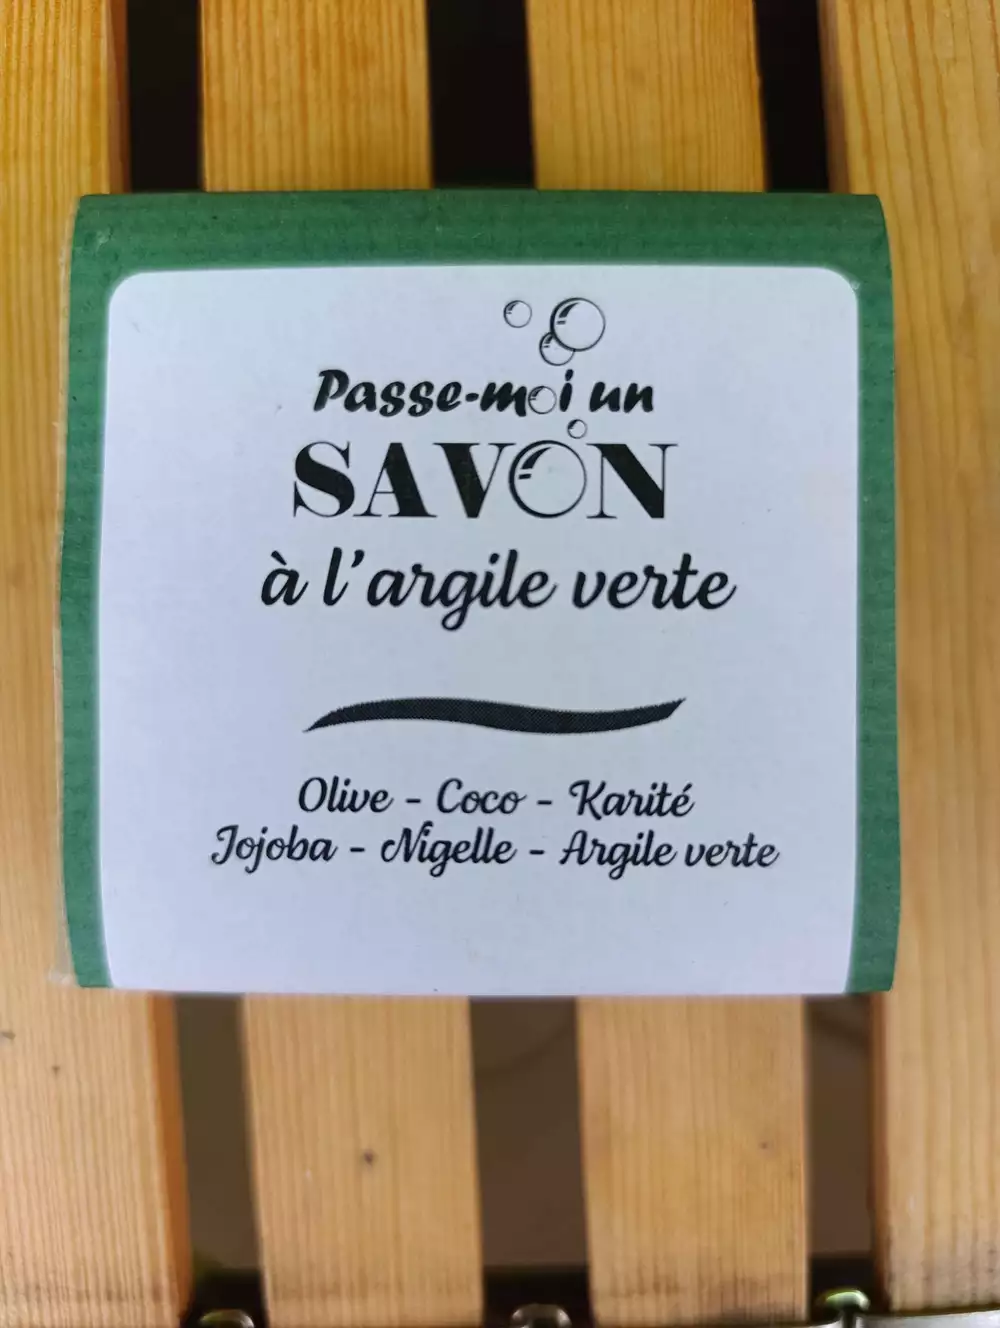 Passe-moi un
SAVON
à l'argile verte
Olive - Coco - Karité
Jojoba - Nigelle - Argile verte